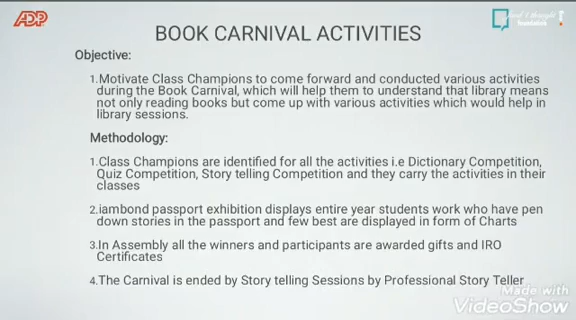 ADP
BOOK CARNIVAL ACTIVITIES
Objective:
1.Motivate Class Champions to come forward and conducted various activities
during the Book Carnival, which will help them to understand that library means
not only reading books but come up with various activities which would help in
library sessions.
Methodology:
1.Class Champions are identified for all the activities i.e Dictionary Competition,
Quiz Competition, Story telling Competition and they carry the activities in their
classes
2.iambond passport exhibition displays entire year students work who have pen
down stories in the passport and few best are displayed in form of Charts
3.In Assembly all the winners and participants are awarded gifts and IRO
Certificates
4.The Carnival is ended by Story telling Sessions by Professional Story Teller
Made with
VideoShow